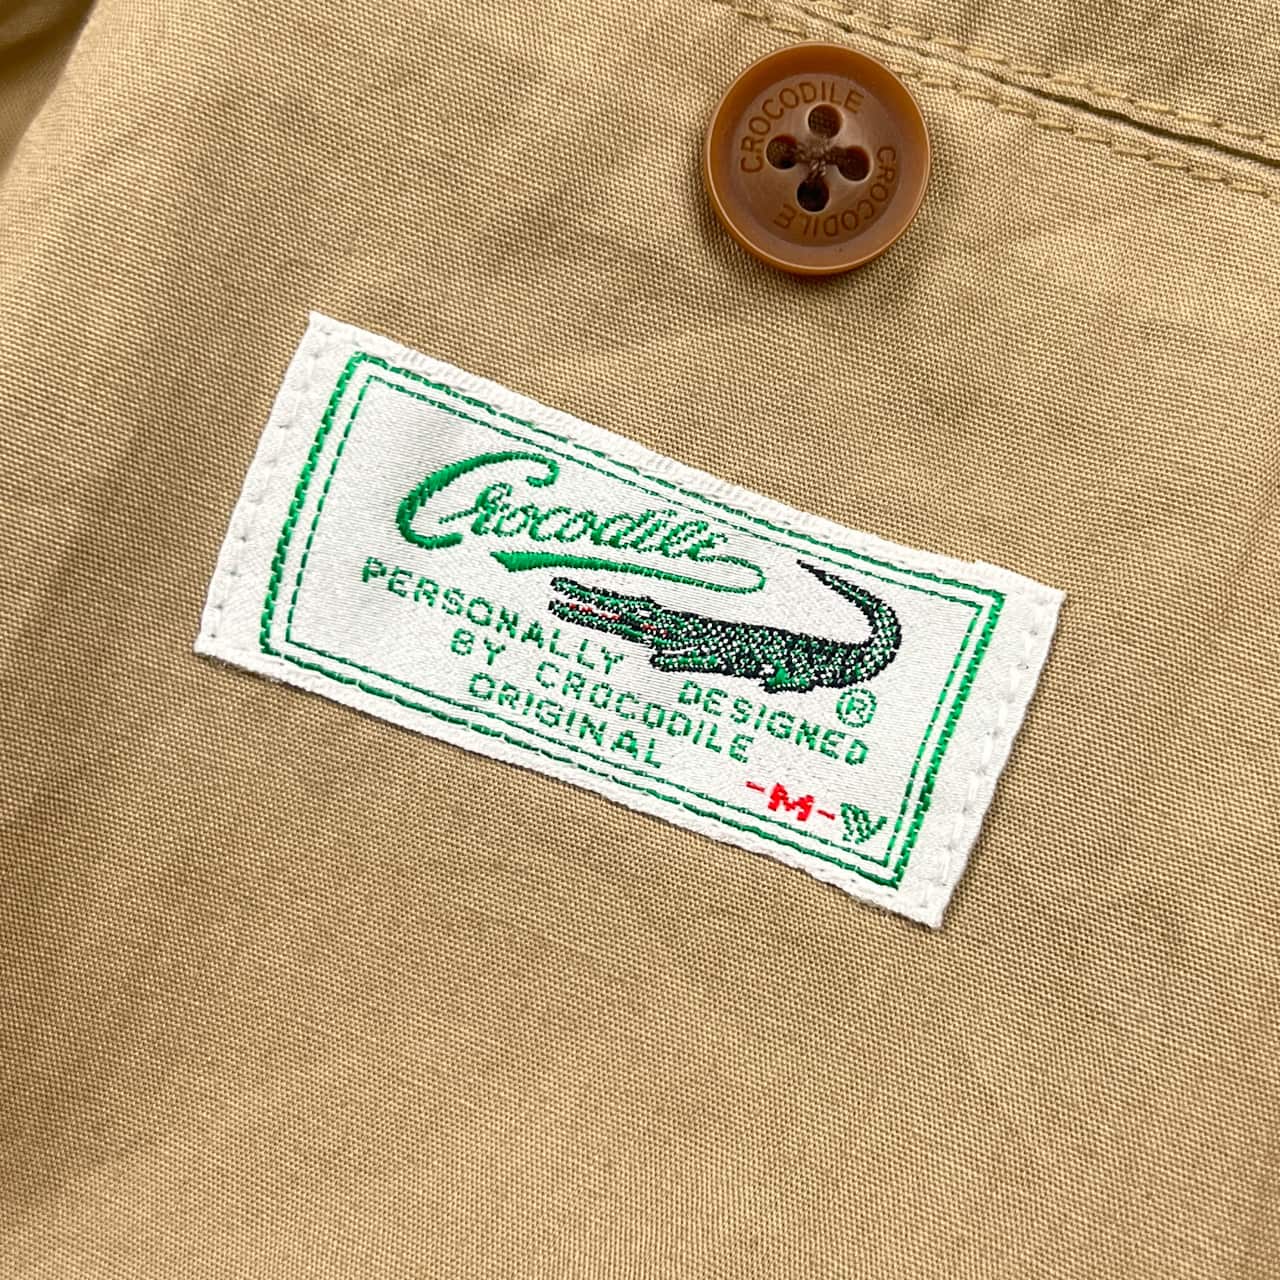 CROCODILE
CROCODILE
Crocodile
PERSONALLY DESIGNED
BY CROCODILE
ORIGINAL
®
-M-